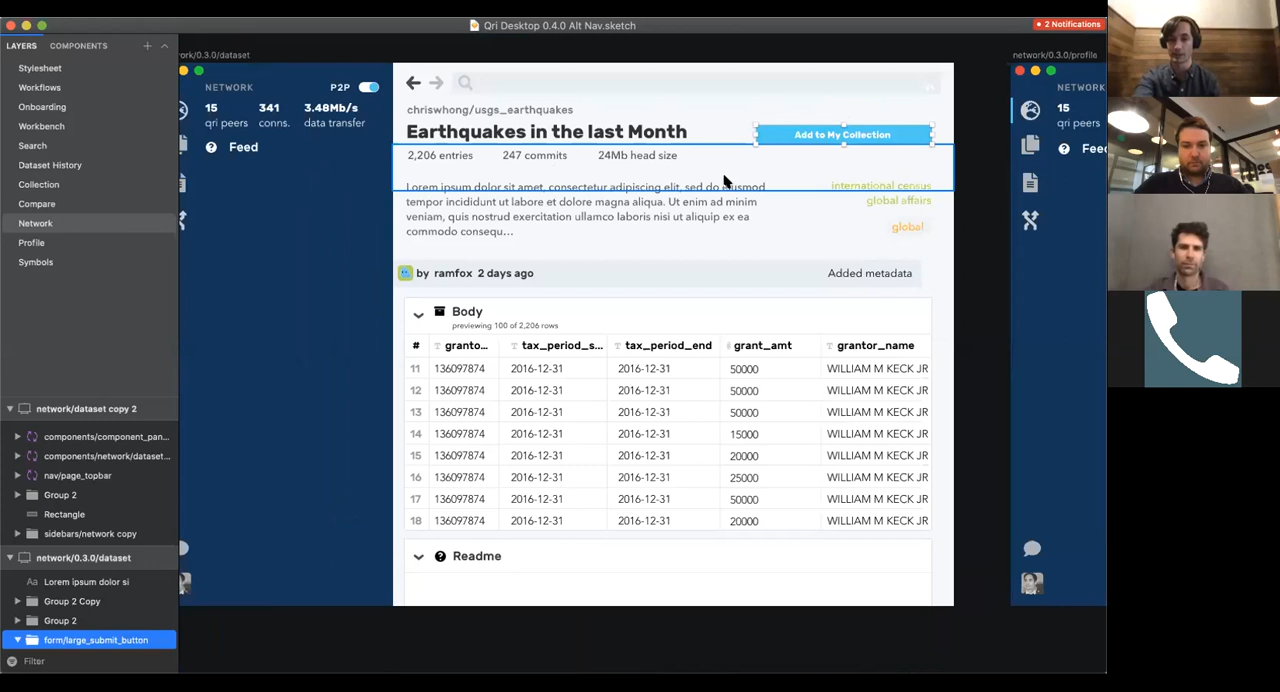 Qri Desktop 0.4.0 Alt Nav.sketch
2 Notifications
LAYERS COMPONENTS
Stylesheet
Workflows
Onboarding
Workbench
Search
Dataset History
Collection
Compare
Network
Profile
Symbols
network/dataset copy 2
components/component_pan...
components/network/dataset...
nav/page_topbar
Group 2
Rectangle
sidebars/network copy
network/0.3.0/dataset
Aa Lorem ipsum dolor si
Group 2 Copy
Group 2
form/large_submit_button
Filter
ork/0.3.0/dataset
NETWORK P2P
15 341 3.48Mb/s
qri peers conns. data transfer
Feed
chriswhong/usgs_earthquakes
Earthquakes in the last Month
Add to My Collection
2,206 entries 247 commits 24Mb head size
Lorem ipsum dolor sit amet, consectetur adipiscing elit, sed do eiusmod
tempor incididunt ut labore et dolore magna aliqua. Ut enim ad minim
veniam, quis nostrud exercitation ullamco laboris nisi ut aliquip ex ea
commodo consequ...
international census
global affairs
global
by ramfox 2 days ago Added metadata
Body
previewing 100 of 2,206 rows
# granto... tax_period_s... tax_period_end grant_amt grantor_name
11 136097874 2016-12-31 2016-12-31 50000 WILLIAM M KECK JR
12 136097874 2016-12-31 2016-12-31 50000 WILLIAM M KECK JR
13 136097874 2016-12-31 2016-12-31 50000 WILLIAM M KECK JR
14 136097874 2016-12-31 2016-12-31 15000 WILLIAM M KECK JR
15 136097874 2016-12-31 2016-12-31 20000 WILLIAM M KECK JR
16 136097874 2016-12-31 2016-12-31 25000 WILLIAM M KECK JR
17 136097874 2016-12-31 2016-12-31 50000 WILLIAM M KECK JR
18 136097874 2016-12-31 2016-12-31 20000 WILLIAM M KECK JR
Readme
network/0.3.0/profile
NETWORK
15
qri peers
Feed